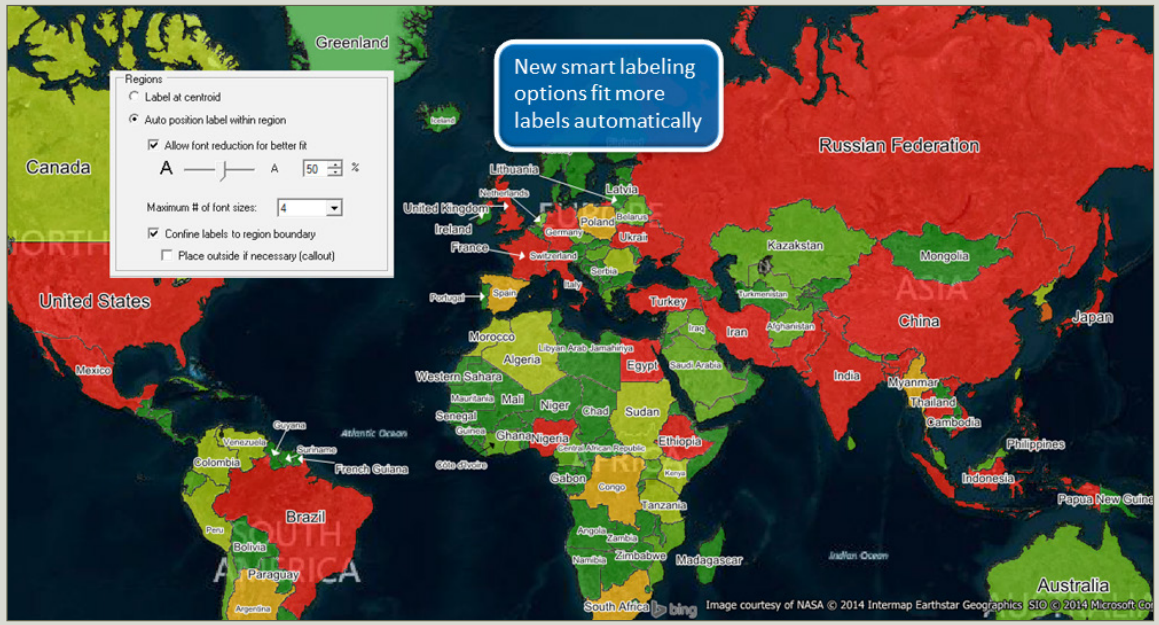 Greenland
New smart labeling
options fit more
labels automatically
Regions
Label at centroid
Auto position label within region
Allow font reduction for better fit
A
A
50
%
Maximum # of font sizes:
4
Confine labels to region boundary
Place outside if necessary (callout)
Iceland
Canada
Russian Federation
Lithuania
Latvia
Netherlands
United Kingdom
EUROPE
Poland
Belarus
Ireland
Germany
Ukrair
NORTH
France
Switzerland
Kazakstan
Mongolia
Serbia
Italy
ASIA
United States
Portugal
Spain
Turkmenistan
Turkey
China
Japan
Iran
Afghanistan
Iraq
Morocco
Libyan Arab Jamahiriya
Algeria
Egypt
Saudi Arabia
Mexico
India
Western Sahara
Myanmar
Mauritania
Mali
Niger
Chad
Sudan
Thailand
Senegal
Cambodia
Guyana
Guinea
Atlantic Ocean
Ghana
Nigeria
Ethiopia
Philippines
Venezuela
Suriname
Central African Republic
Colombia
French Guiana
Côte d'Ivoire
AFRICA
Kenya
Gabon
Congo
Indonesia
Papua New Guine
Tanzania
Brazil
Peru
SOUTH
AMERICA
Angola
Zambia
Bolivia
Namibia
Zimbabwe
Madagascar
Indian Ocean
Paraguay
Australia
Argentina
South Africa
bing
Image courtesy of NASA © 2014 Intermap Earthstar Geographics SIO © 2014 Microsoft Cor